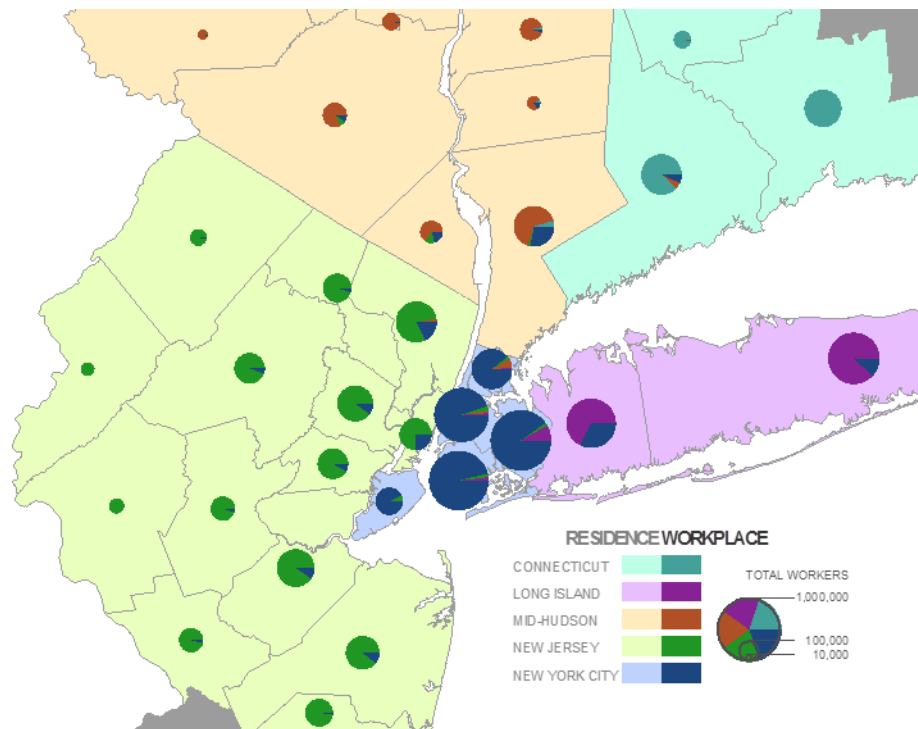 RESIDENCE WORKPLACE
CONNECTICUT
LONG ISLAND
MID-HUDSON
NEW JERSEY
NEW YORK CITY
TOTAL WORKERS
1,000,000
100,000
10,000